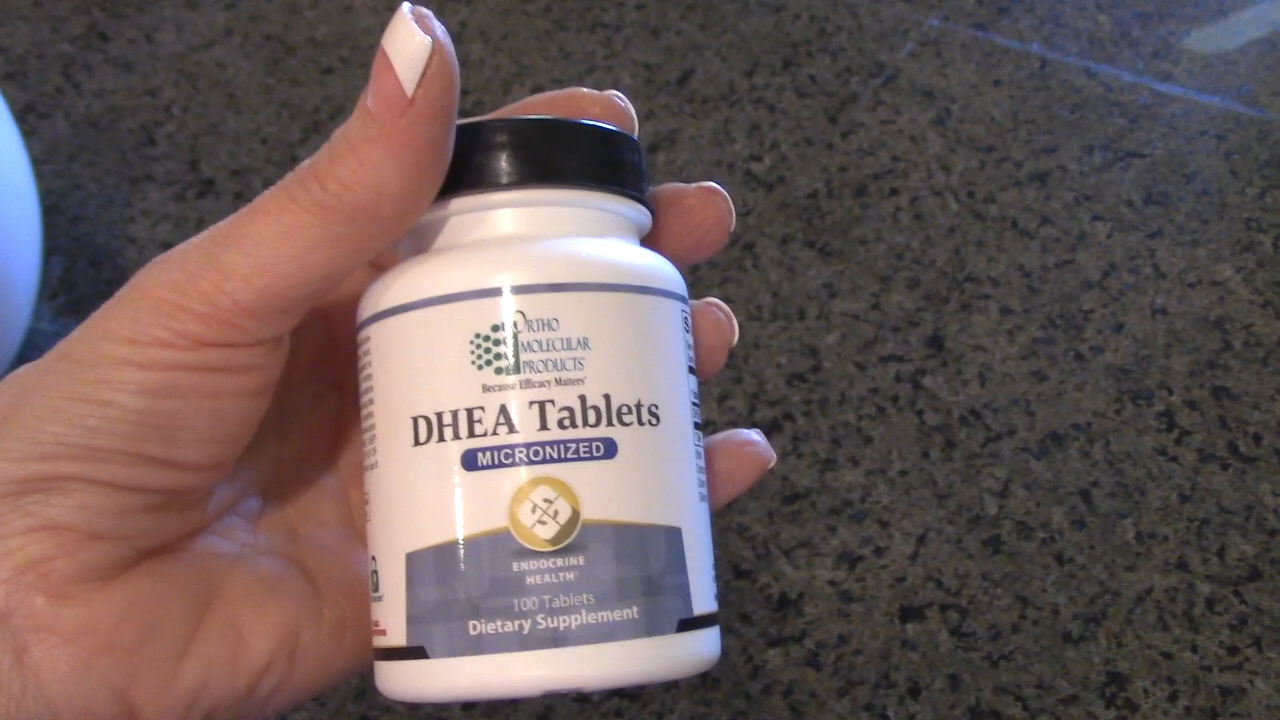 ORTHO
MOLECULAR
PRODUCTS
Because Efficacy Matters
DHEA Tablets
MICRONIZED
ENDOCRINE
HEALTH
100 Tablets
Dietary Supplement